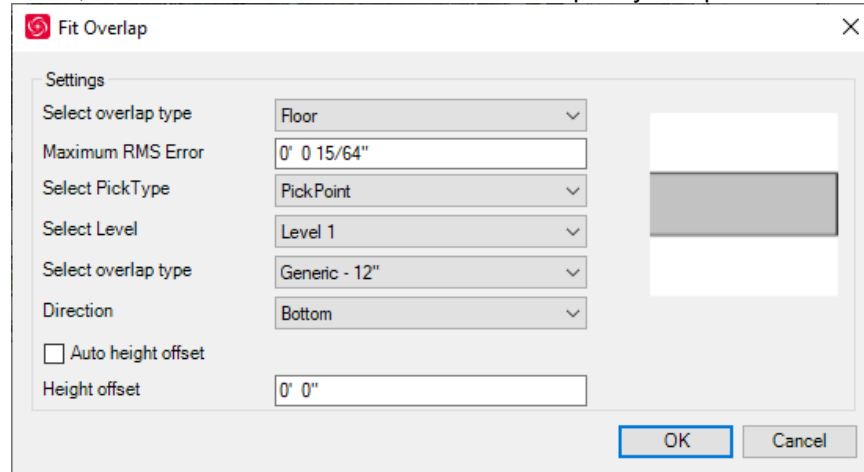 Fit Overlap
Settings
Select overlap type Floor
Maximum RMS Error 0' 0 15/64"
Select PickType PickPoint
Select Level Level 1
Select overlap type Generic - 12"
Direction Bottom
Auto height offset
Height offset 0' 0"
OK Cancel